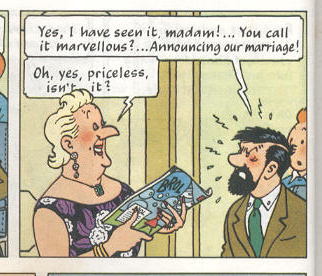 Yes, I have seen it, madam!... You call
it marvellous?...Announcing our marriage!
Oh, yes, priceless,
isn't it?